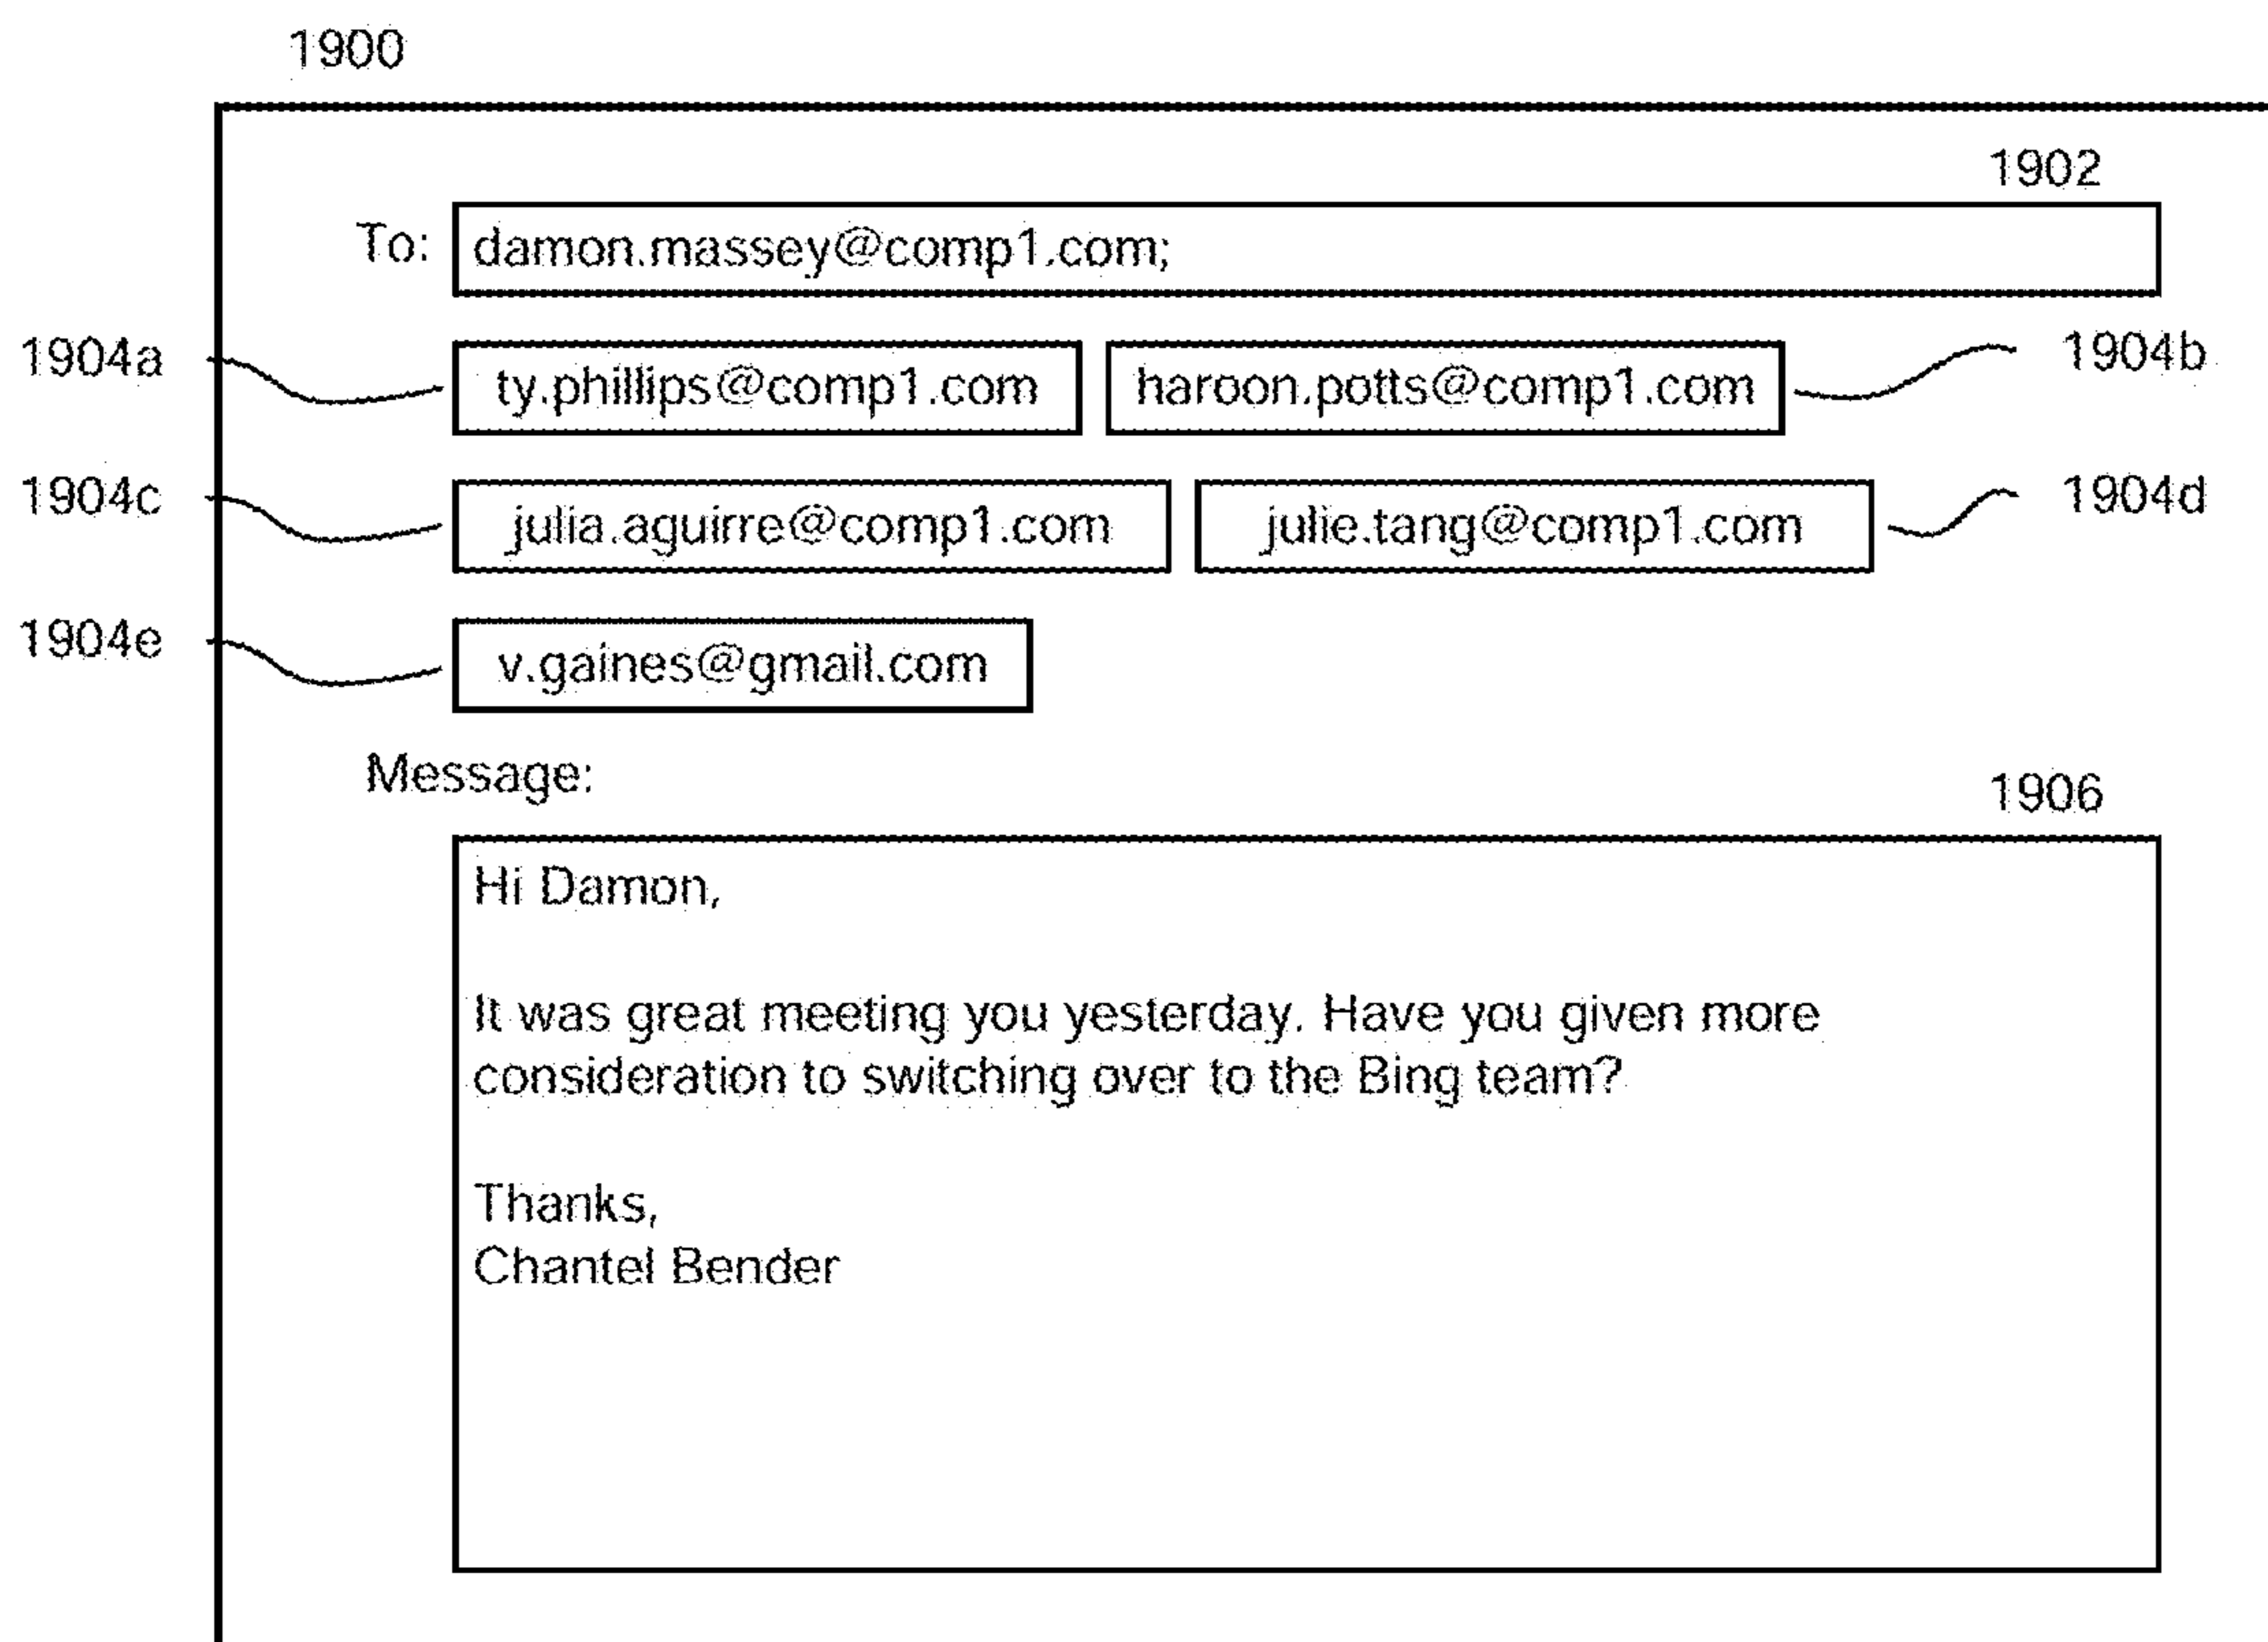 1900
1902
To: damon.massey@comp1.com;
1904a ty.phillips@comp1.com haroon.potts@comp1.com 1904b
1904c julia.aguirre@comp1.com julie.tang@comp1.com 1904d
1904e v.gaines@gmail.com
Message:
1906
Hi Damon,
It was great meeting you yesterday. Have you given more
consideration to switching over to the Bing team?
Thanks,
Chantel Bender